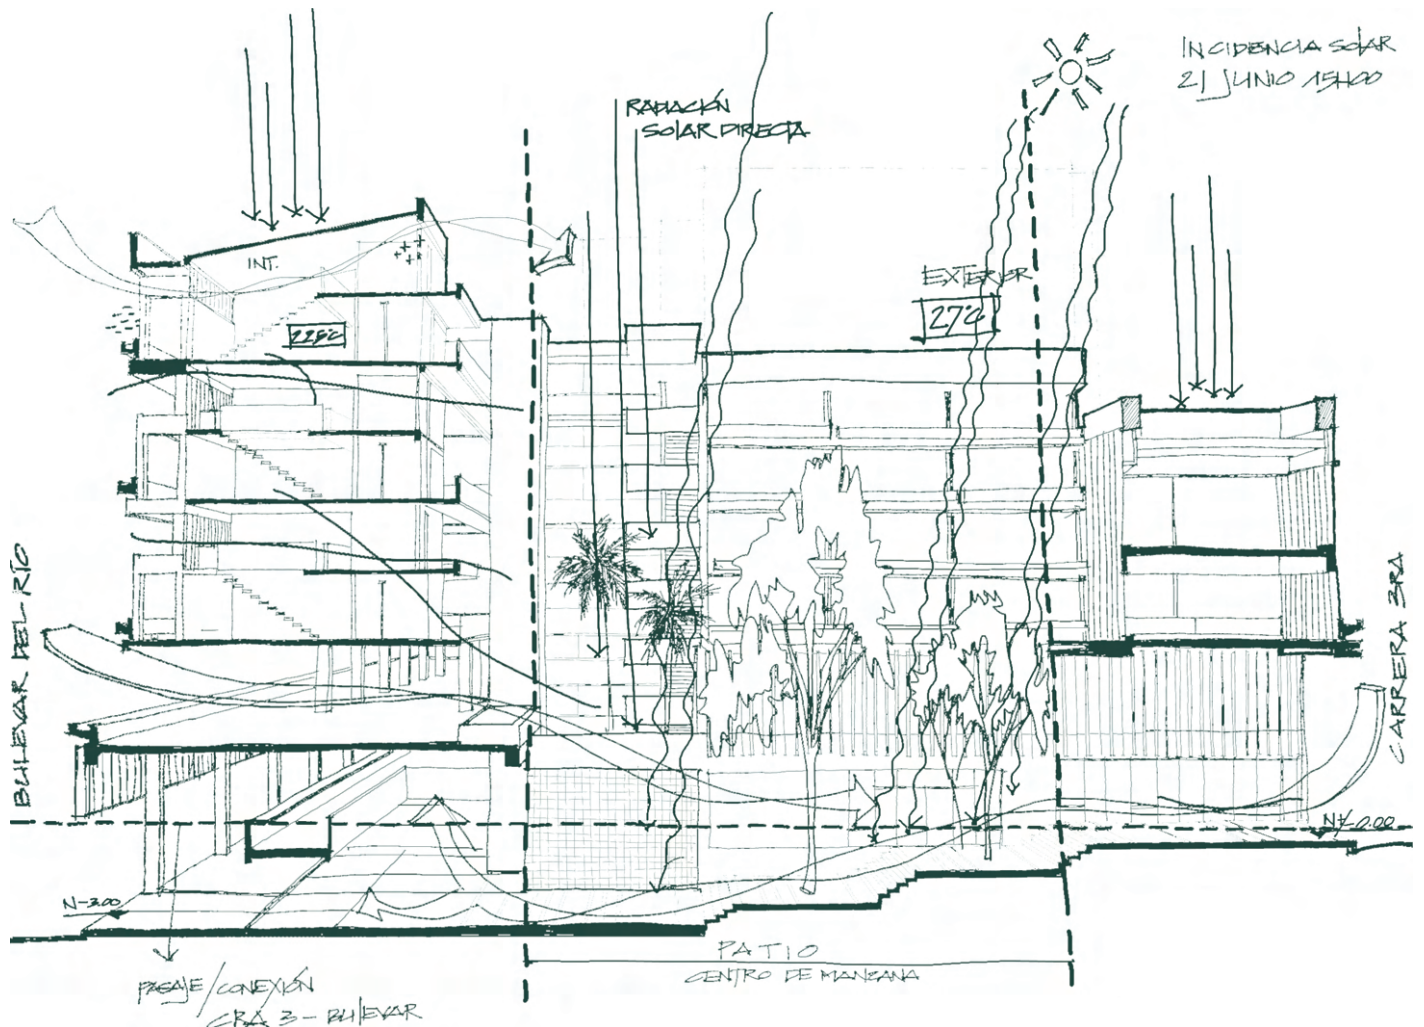 INCIDENCIA SOLAR
21 JUNIO 15H00
RADIACIÓN
SOLAR DIRECTA
INT.
EXTERIOR
27°C
BULEVAR DEL RÍO
CARRERA 3RA
N+/-0.00
N-3.00
PATIO
CENTRO DE MANZANA
PASAJE/CONEXIÓN
CRA 3 - BULEVAR